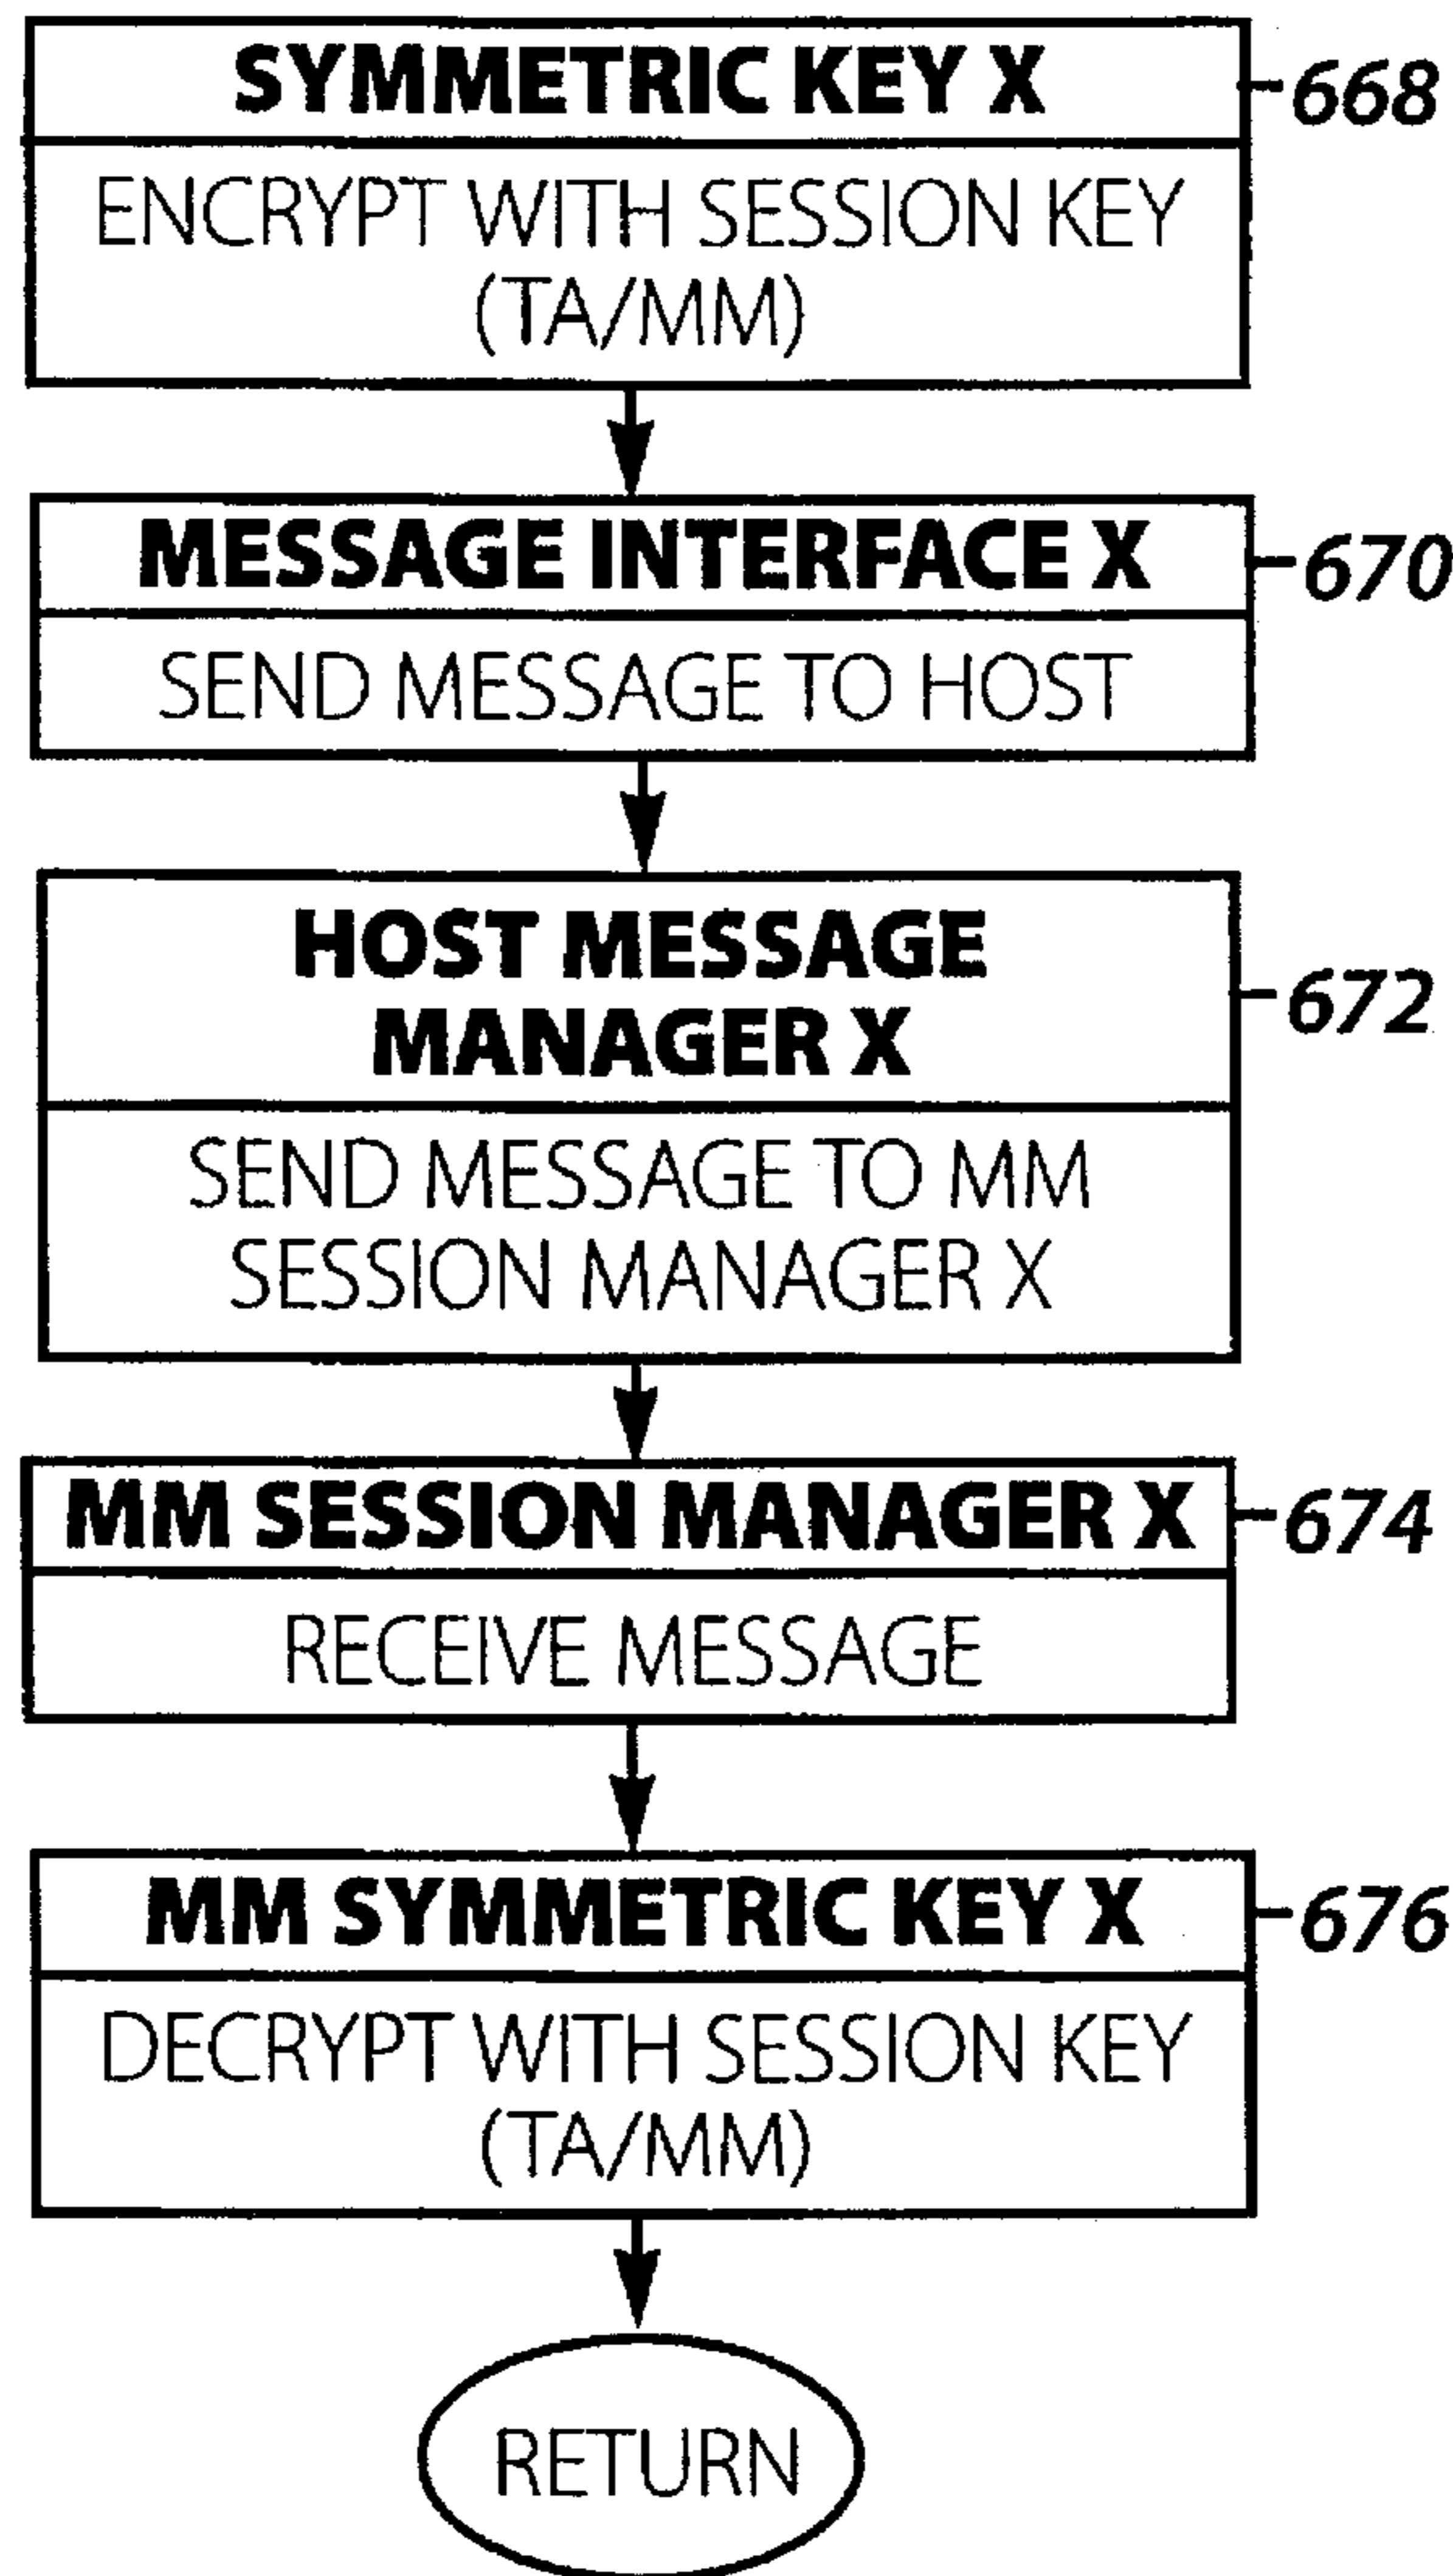 SYMMETRIC KEY X
668
ENCRYPT WITH SESSION KEY
(TA/MM)
MESSAGE INTERFACE X
670
SEND MESSAGE TO HOST
HOST MESSAGE
MANAGER X
672
SEND MESSAGE TO MM
SESSION MANAGER X
MM SESSION MANAGER X
674
RECEIVE MESSAGE
MM SYMMETRIC KEY X
676
DECRYPT WITH SESSION KEY
(TA/MM)
RETURN